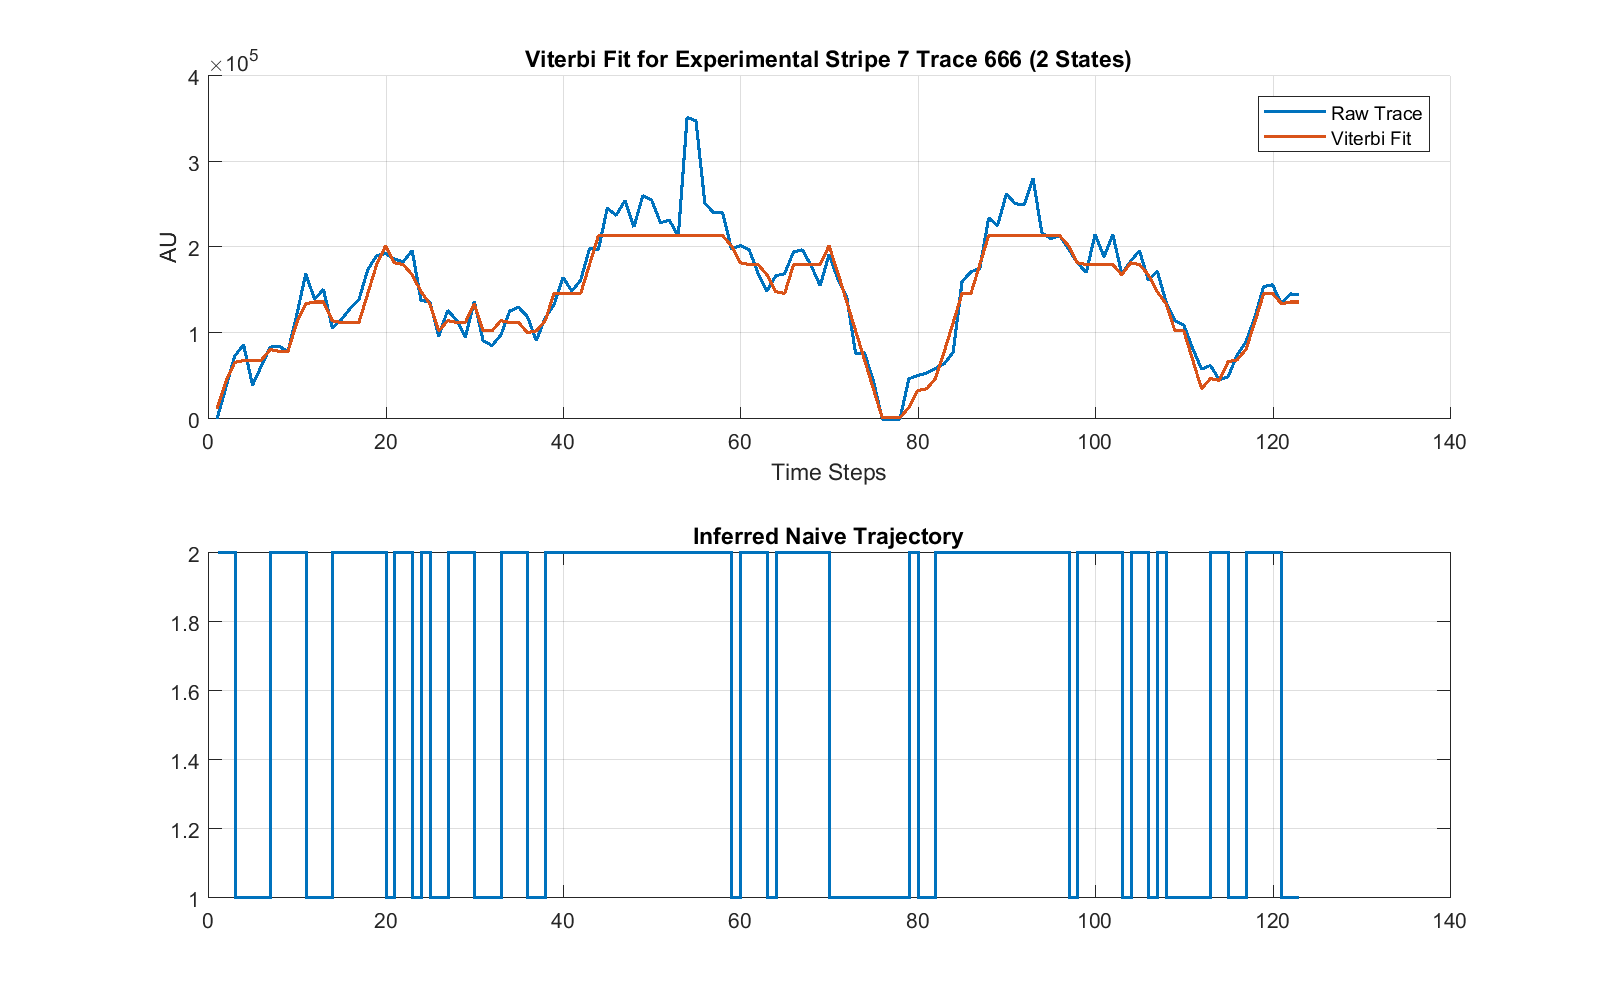 Viterbi Fit for Experimental Stripe 7 Trace 666 (2 States)
×10^5
4
3
2
1
0
AU
0 20 40 60 80 100 120 140
Time Steps
Raw Trace
Viterbi Fit
Inferred Naive Trajectory
2
1.8
1.6
1.4
1.2
1
0 20 40 60 80 100 120 140